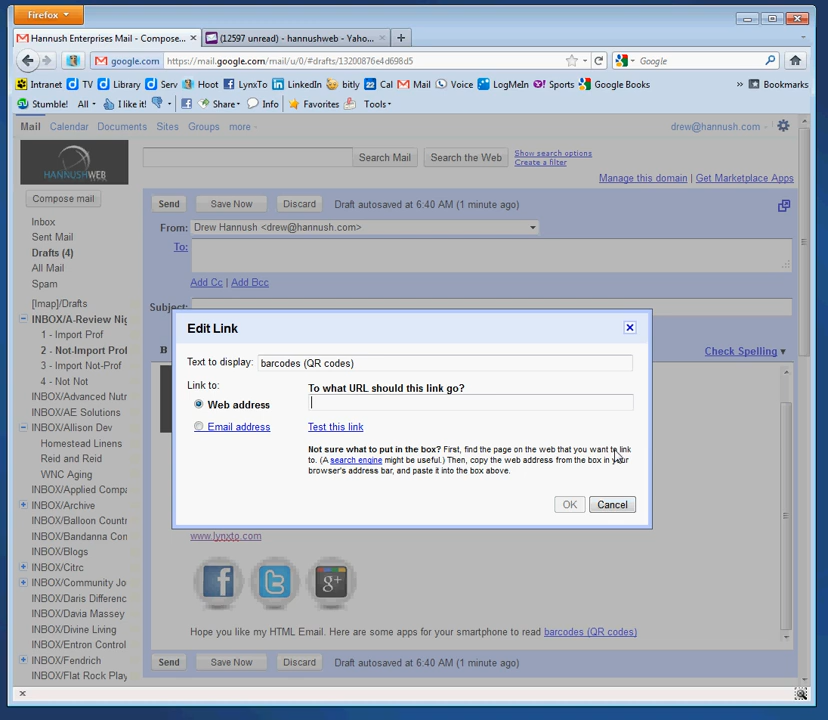 Firefox
Hannush Enterprises Mail - Compose... ×
(12597 unread) - hannushweb - Yaho... ×
google.com https://mail.google.com/mail/u/0/#drafts/13200876e4d698d5
Google
Intranet TV Library Serv Hoot LynxTo LinkedIn bitly 22 Cal Mail Voice LogMeIn Sports Google Books » Bookmarks
Stumble! All I like it! Share Info Favorites Tools
Mail Calendar Documents Sites Groups more
drew@hannush.com
HANNUSHWEB
Search Mail Search the Web
Show search options
Create a filter
Manage this domain | Get Marketplace Apps
Compose mail
Send Save Now Discard Draft autosaved at 6:40 AM (1 minute ago)
Inbox
Sent Mail
Drafts (4)
All Mail
Spam
[Imap]/Drafts
INBOX/A-Review Nig
1 - Import Prof
2 - Not-Import Prof
3 - Import Not-Prof
4 - Not Not
INBOX/Advanced Nutr
INBOX/AE Solutions
INBOX/Allison Dev
Homestead Linens
Reid and Reid
WNC Aging
INBOX/Applied Compa
INBOX/Archive
INBOX/Balloon Countr
INBOX/Bandanna Con
INBOX/Blogs
INBOX/Citrc
INBOX/Community Jo
INBOX/Daris Differenc
INBOX/Davia Massey
INBOX/Divine Living
INBOX/Entron Control
INBOX/Fendrich
INBOX/Flat Rock Play
From: Drew Hannush <drew@hannush.com>
To:
Add Cc | Add Bcc
Subject:
B
Check Spelling
Edit Link
Text to display: barcodes (QR codes)
Link to:
Web address
Email address
To what URL should this link go?
Test this link
Not sure what to put in the box? First, find the page on the web that you want to link
to. (A search engine might be useful.) Then, copy the web address from the box in your
browser's address bar, and paste it into the box above.
OK Cancel
www.lynxto.com
Hope you like my HTML Email. Here are some apps for your smartphone to read barcodes (QR codes)
Send Save Now Discard Draft autosaved at 6:40 AM (1 minute ago)